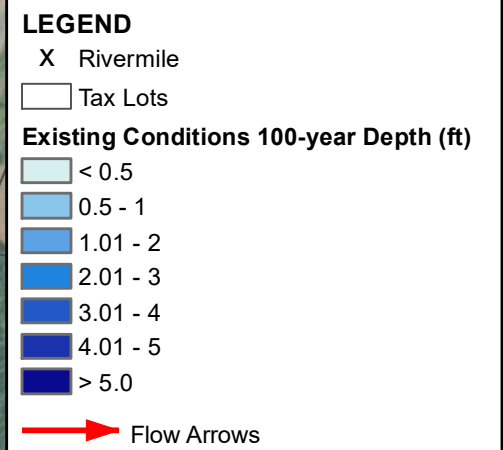 LEGEND
X Rivermile
Tax Lots
Existing Conditions 100-year Depth (ft)
< 0.5
0.5 - 1
1.01 - 2
2.01 - 3
3.01 - 4
4.01 - 5
> 5.0
Flow Arrows